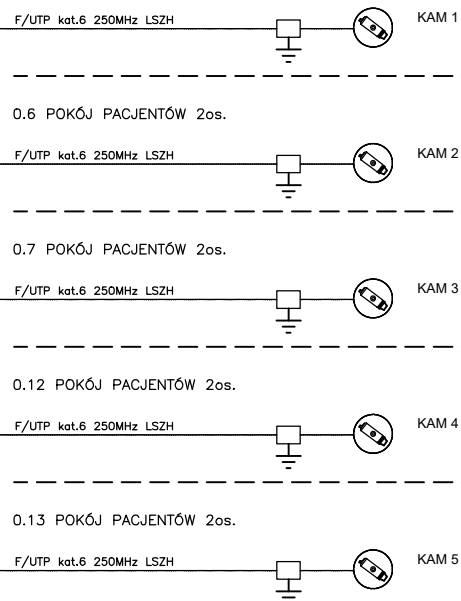 F/UTP kat.6 250MHz LSZH KAM 1
0.6 POKÓJ PACJENTÓW 2os.
F/UTP kat.6 250MHz LSZH KAM 2
0.7 POKÓJ PACJENTÓW 2os.
F/UTP kat.6 250MHz LSZH KAM 3
0.12 POKÓJ PACJENTÓW 2os.
F/UTP kat.6 250MHz LSZH KAM 4
0.13 POKÓJ PACJENTÓW 2os.
F/UTP kat.6 250MHz LSZH KAM 5